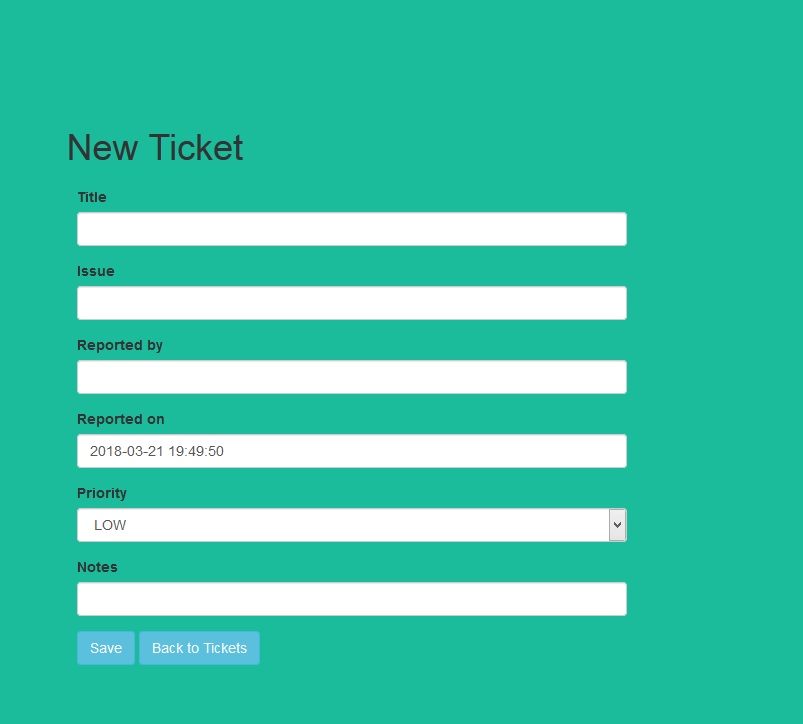 New Ticket
Title
Issue
Reported by
Reported on
2018-03-21 19:49:50
Priority
LOW
Notes
Save Back to Tickets